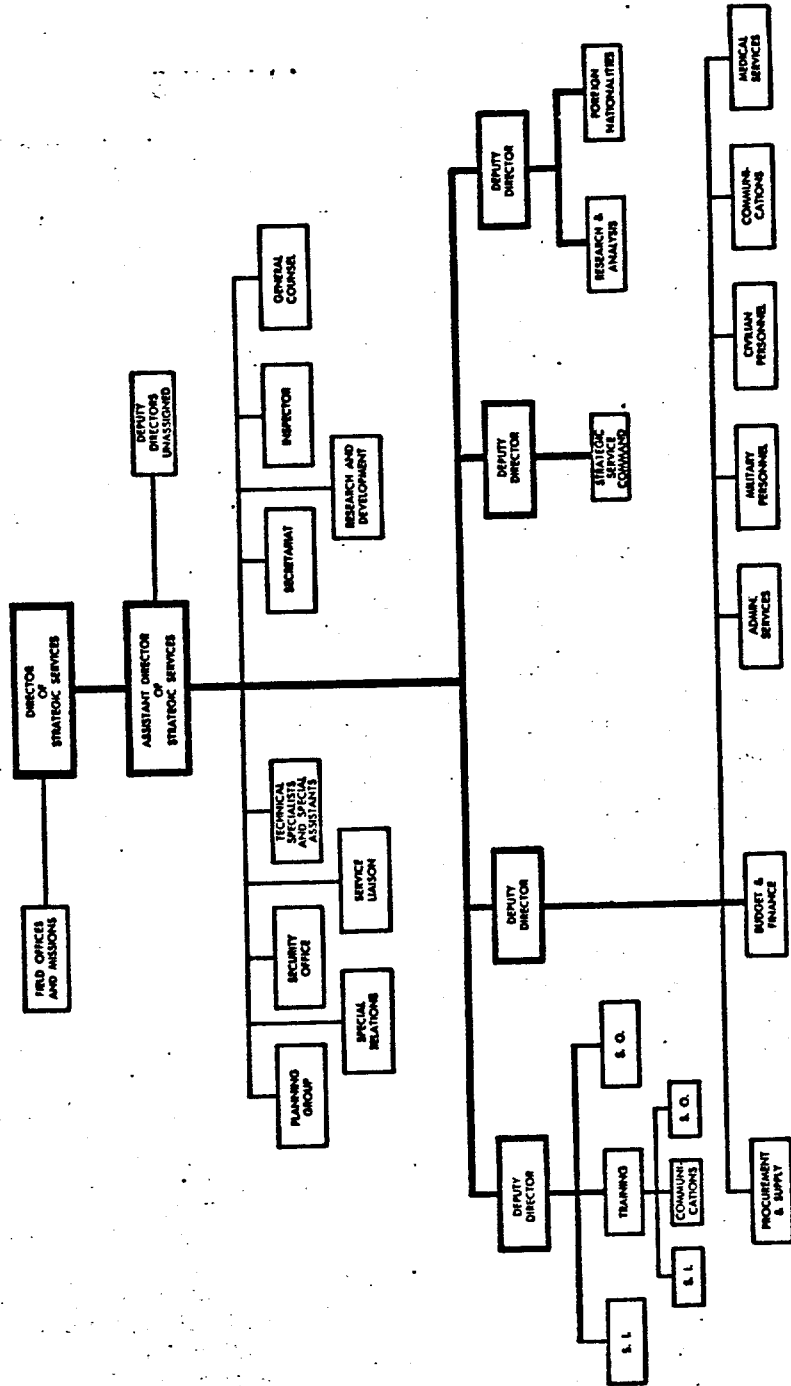 DIRECTOR
OF
STRATEGIC SERVICES
FIELD OFFICES
AND MISSIONS
ASSISTANT DIRECTOR
OF
STRATEGIC SERVICES
DEPUTY
DIRECTORS
UNASSIGNED
PLANNING
GROUP
SPECIAL
RELATIONS
SECURITY
OFFICE
SERVICE
LIAISON
TECHNICAL
SPECIALISTS
AND SPECIAL
ASSISTANTS
SECRETARIAT
RESEARCH AND
DEVELOPMENT
INSPECTOR
GENERAL
COUNSEL
DEPUTY
DIRECTOR
DEPUTY
DIRECTOR
DEPUTY
DIRECTOR
DEPUTY
DIRECTOR
S. I.
TRAINING
S. O.
S. I.
COMMUNI-
CATIONS
S. O.
STRATEGIC
SERVICE
COMMAND
RESEARCH &
ANALYSIS
FOREIGN
NATIONALITIES
PROCUREMENT
& SUPPLY
BUDGET &
FINANCE
ADMIN.
SERVICES
MILITARY
PERSONNEL
CIVILIAN
PERSONNEL
COMMUNI-
CATIONS
MEDICAL
SERVICES